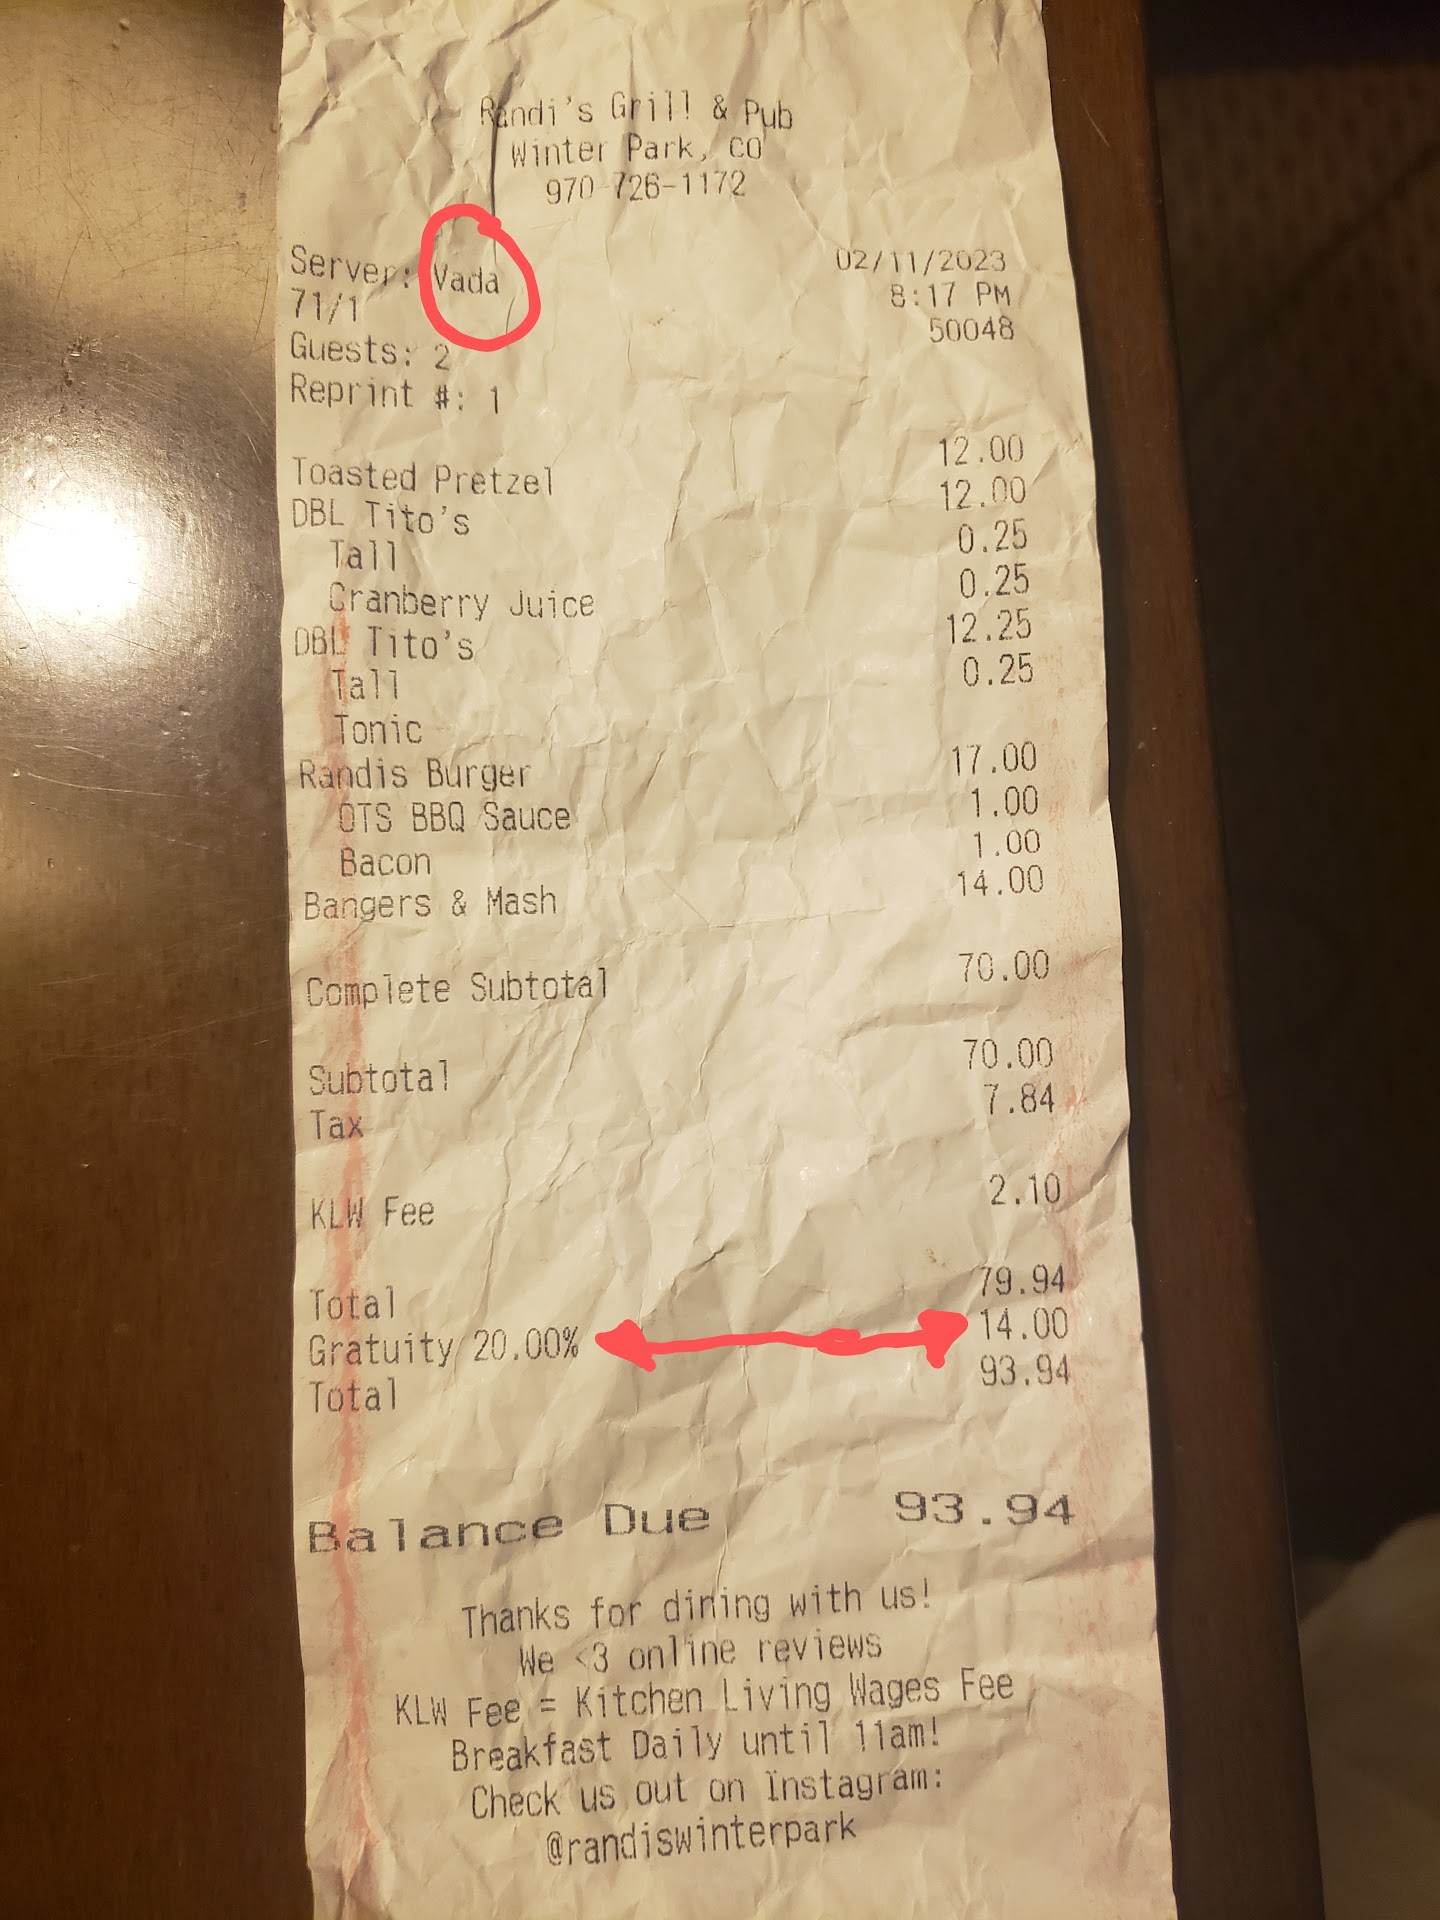 Randi's Grill & Pub
Winter Park, CO
970-726-1172
Server: Vada 02/11/2023
71/1 8:17 PM
Guests: 2 50048
Reprint #: 1
Toasted Pretzel 12.00
DBL Tito's 12.00
Tall 0.25
Cranberry Juice 0.25
DBL Tito's 12.25
Tall 0.25
Tonic
Randis Burger 17.00
OTS BBQ Sauce 1.00
Bacon 1.00
Bangers & Mash 14.00
Complete Subtotal 70.00
Subtotal 70.00
Tax 7.84
KLW Fee 2.10
Total 79.94
Gratuity 20.00% 14.00
Total 93.94
Balance Due 93.94
Thanks for dining with us!
We <3 online reviews
KLW Fee = Kitchen Living Wages Fee
Breakfast Daily until 11am!
Check us out on Instagram:
@randiswinterpark